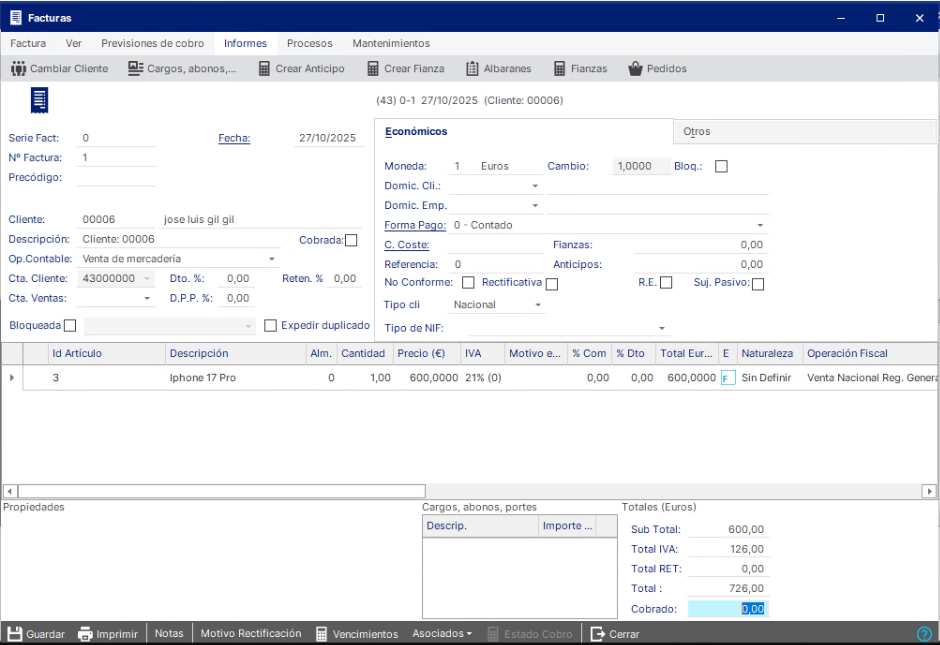 Facturas
Factura Ver Previsiones de cobro Informes Procesos Mantenimientos
Cambiar Cliente Cargos, abonos,... Crear Anticipo Crear Fianza Albaranes Fianzas Pedidos
(43) 0-1 27/10/2025 (Cliente: 00006)
Económicos Otros
Serie Fact: 0 Fecha: 27/10/2025
Nº Factura: 1
Precódigo:
Moneda: 1 Euros Cambio: 1,0000 Bloq.:
Domic. Cli.:
Domic. Emp.
Cliente: 00006 jose luis gil gil
Forma Pago: 0 - Contado
Descripción: Cliente: 00006 Cobrada:
C. Coste: Fianzas: 0,00
Op.Contable: Venta de mercadería
Referencia: 0 Anticipos: 0,00
Cta. Cliente: 43000000 Dto. %: 0,00 Reten. % 0,00
No Conforme: Rectificativa R.E. Suj. Pasivo:
Cta. Ventas: D.P.P. %: 0,00
Tipo cli Nacional
Bloqueada Expedir duplicado
Tipo de NIF:
Id Artículo Descripción Alm. Cantidad Precio (€) IVA Motivo e... % Com % Dto Total Eur... E Naturaleza Operación Fiscal
3 Iphone 17 Pro 0 1,00 600,0000 21% (0) 0,00 0,00 600,0000 F Sin Definir Venta Nacional Reg. Genera
Propiedades Cargos, abonos, portes Totales (Euros)
Descrip. Importe ...
Sub Total: 600,00
Total IVA: 126,00
Total RET: 0,00
Total : 726,00
Cobrado: 0,00
Guardar Imprimir Notas Motivo Rectificación Vencimientos Asociados Estado Cobro Cerrar ?